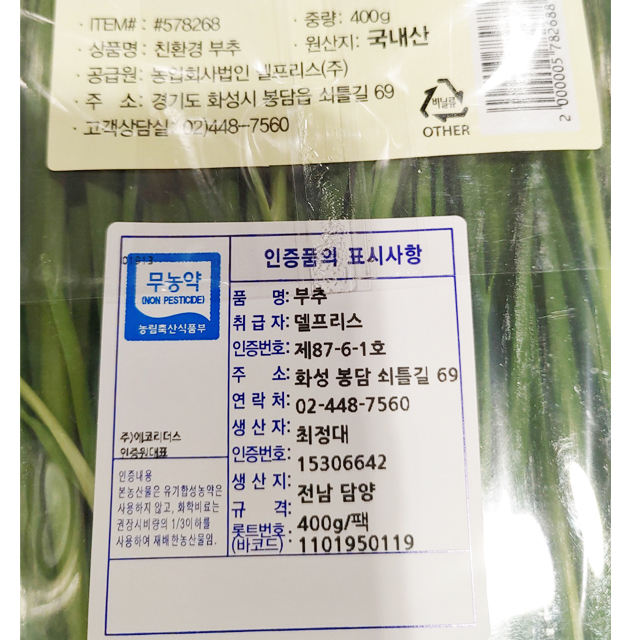 · ITEM# : #578268
· 중량: 400g
· 상품명 : 친환경 부추
· 원산지: 국내산
· 공급원: 농업회사법인 델프리스(주)
· 주 소: 경기도 화성시 봉담읍 쇠틀길 69
· 고객상담실: 02)448-7560
비닐류
OTHER
2 000005 782688
인증품의 표시사항
무농약
(NON PESTICIDE)
농림축산식품부
품 명: 부추
취 급 자: 델프리스
인증번호: 제87-6-1호
주 소: 화성 봉담 쇠틀길 69
연 락 처: 02-448-7560
생 산 자: 최정대
인증번호: 15306642
생 산 지: 전남 담양
규 격: 400g/팩
롯트번호:
(바코드) 1101950119
주)에코리더스
인증원대표
인증내용
본농산물은 유기합성농약은
사용하지 않고, 화학비료는
권장시비량의 1/3이하를
사용하여 재배한농산물임.